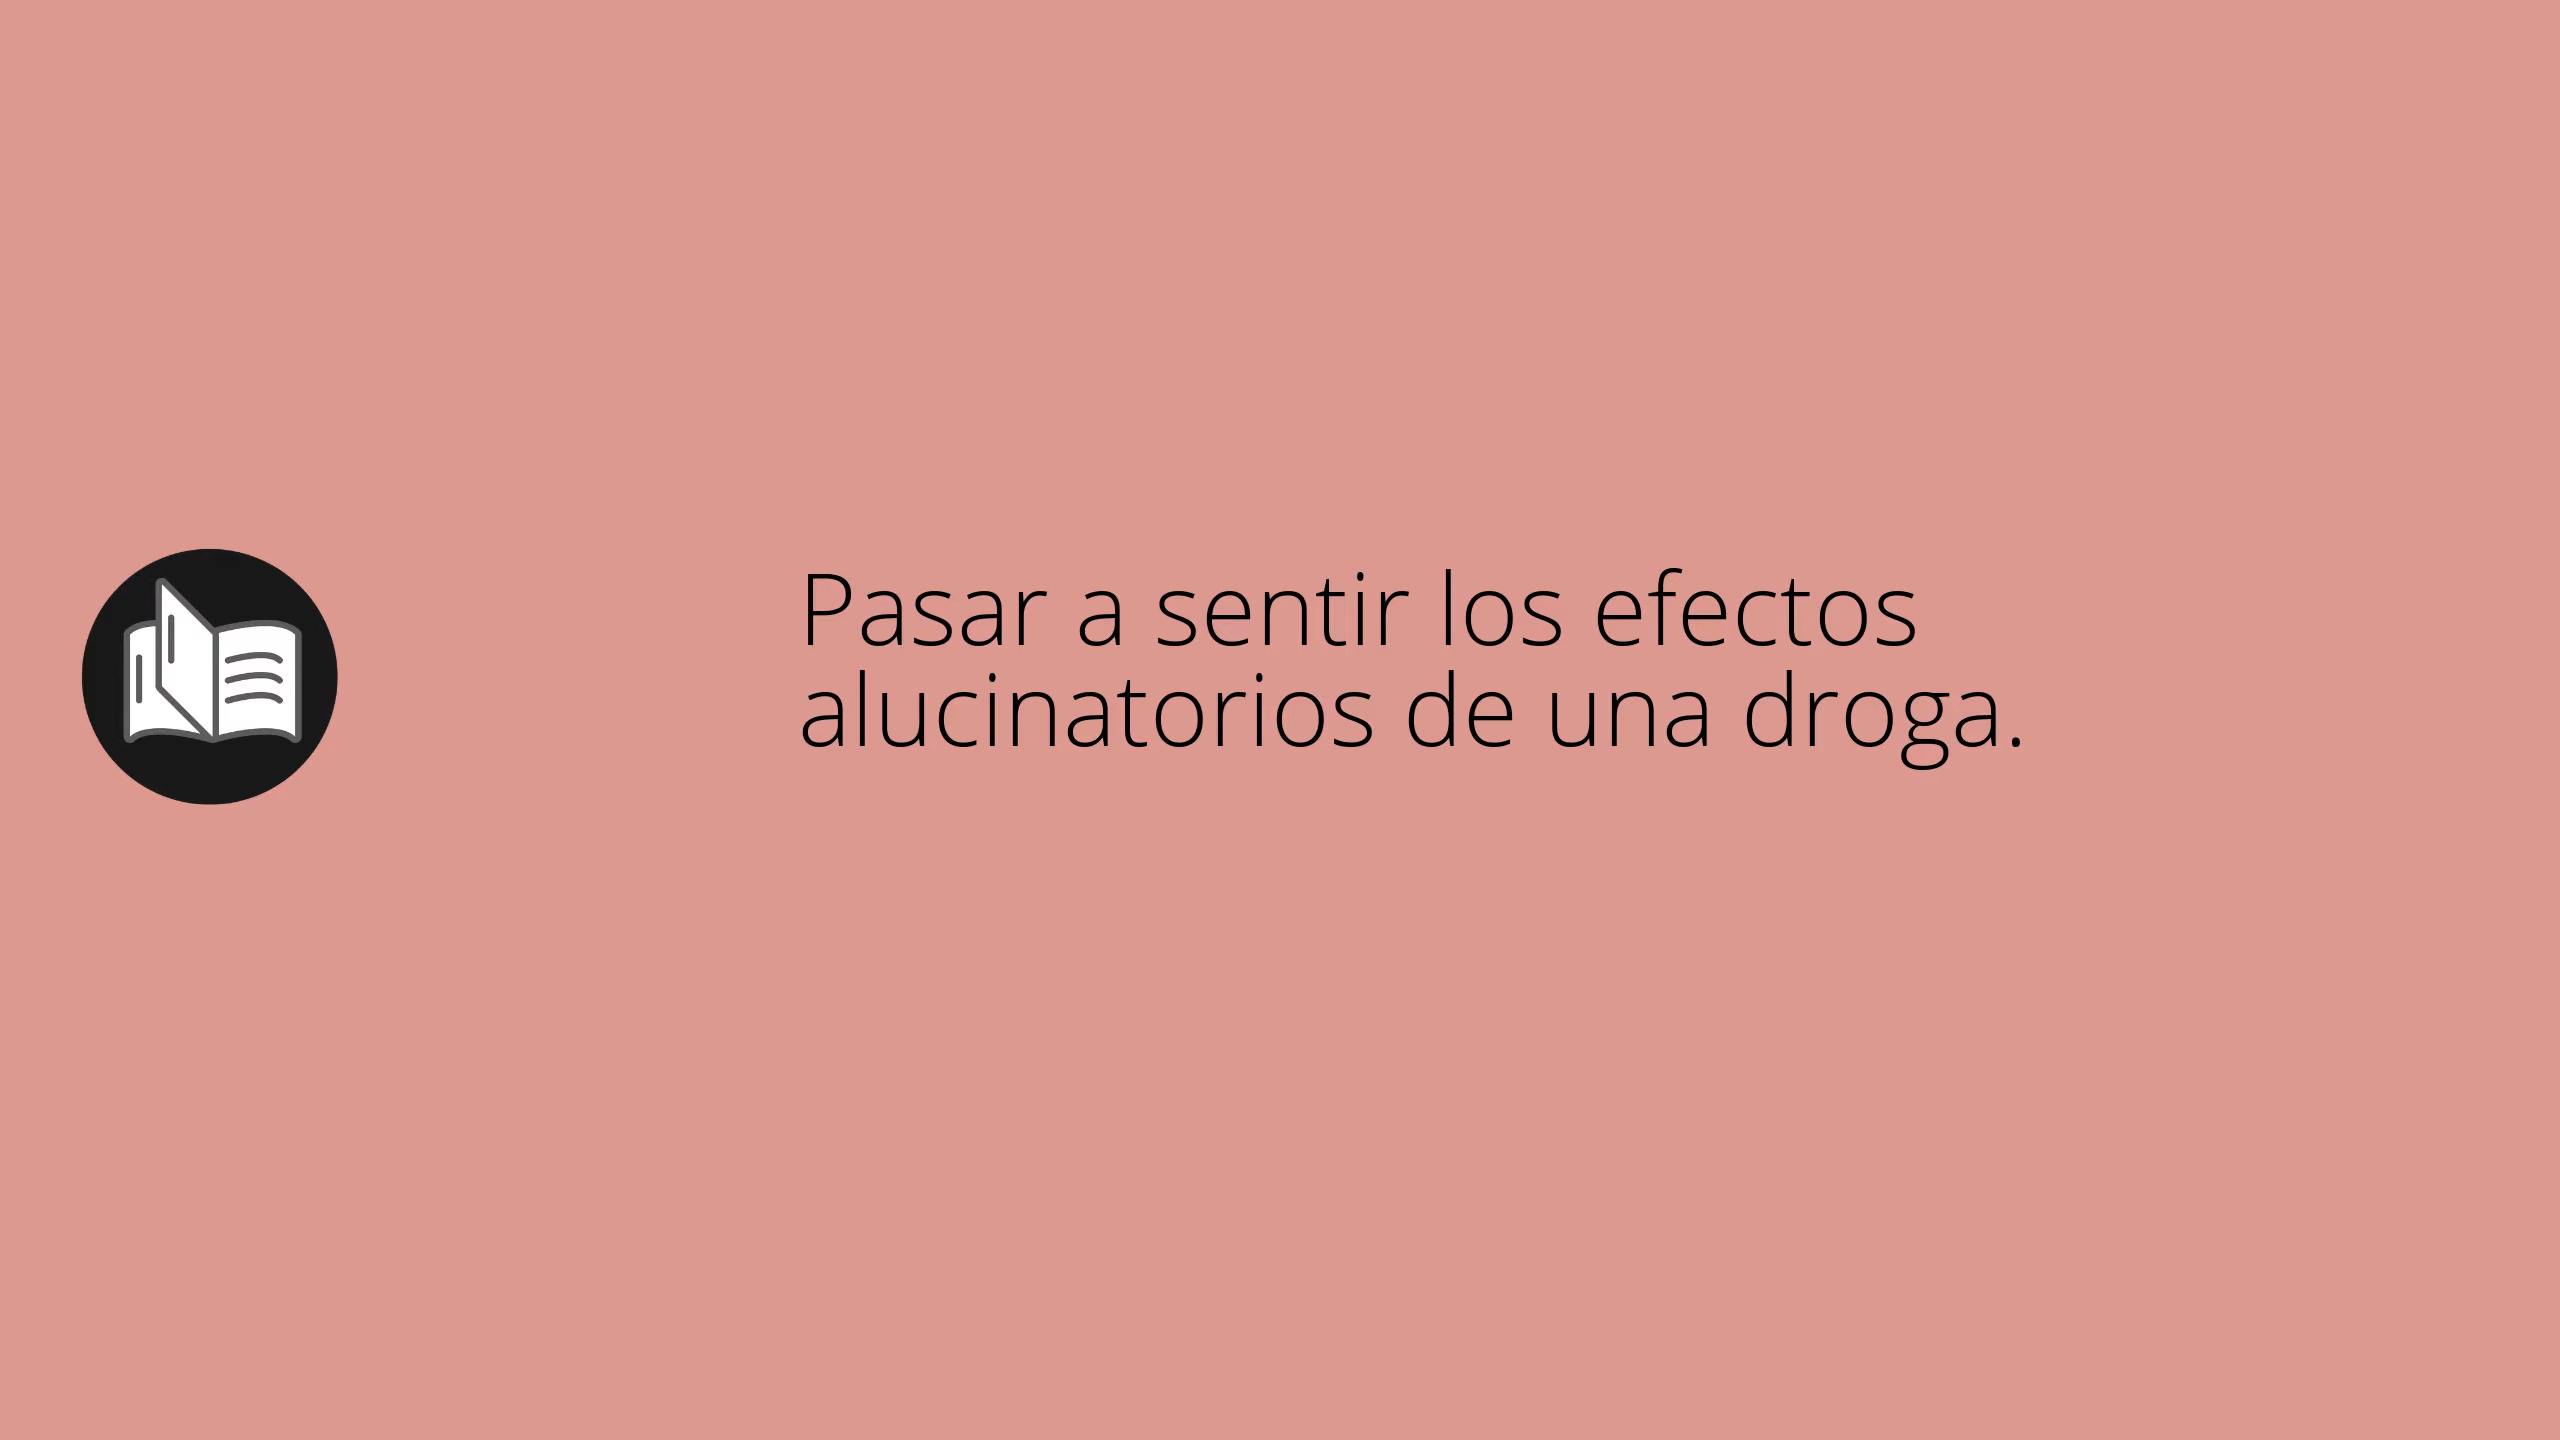 Pasar a sentir los efectos
alucinatorios de una droga.